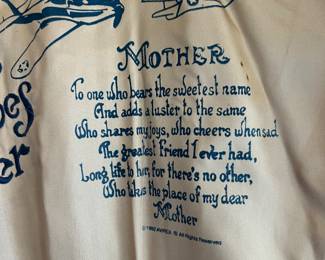 Mother
To one who bears the sweetest name
And adds a luster to the same
Who shares my joys, who cheers when sad
The greatest friend I ever had,
Long life to her, for there's no other,
Who takes the place of my dear
Mother
All Rights Reserved